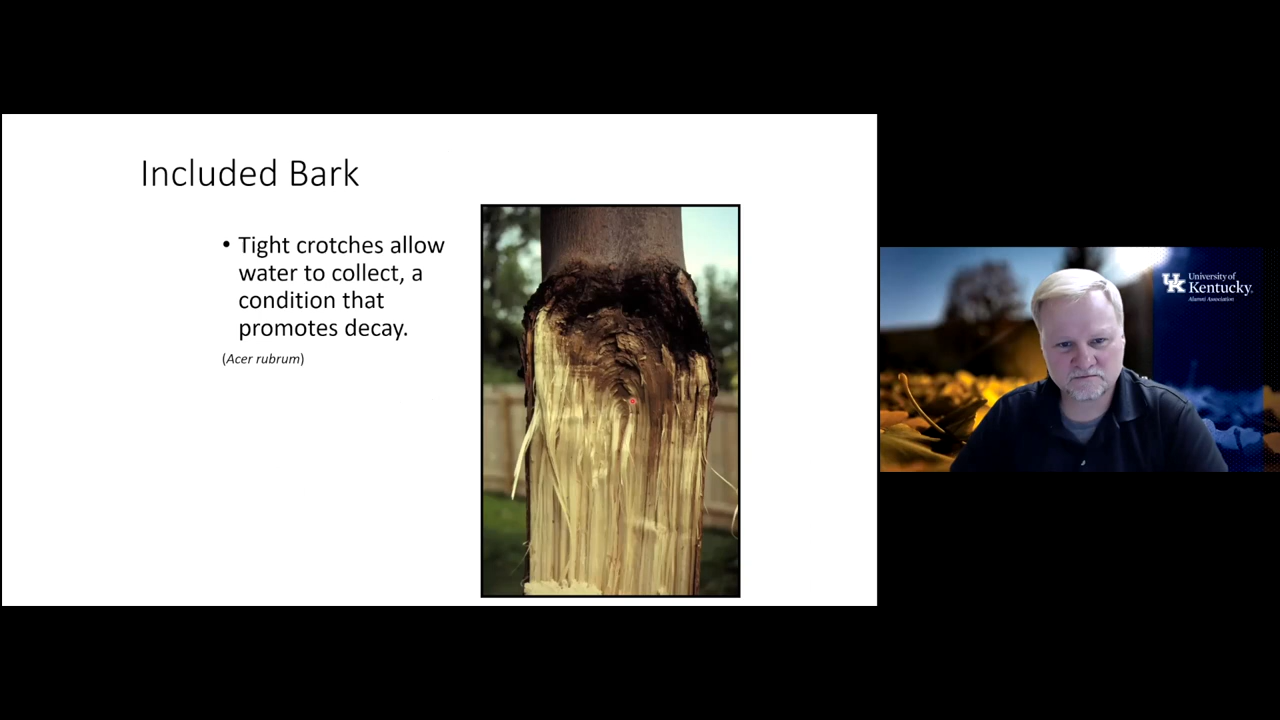 Included Bark
• Tight crotches allow
water to collect, a
condition that
promotes decay.
(Acer rubrum)
UK University of
Kentucky.
Alumni Association